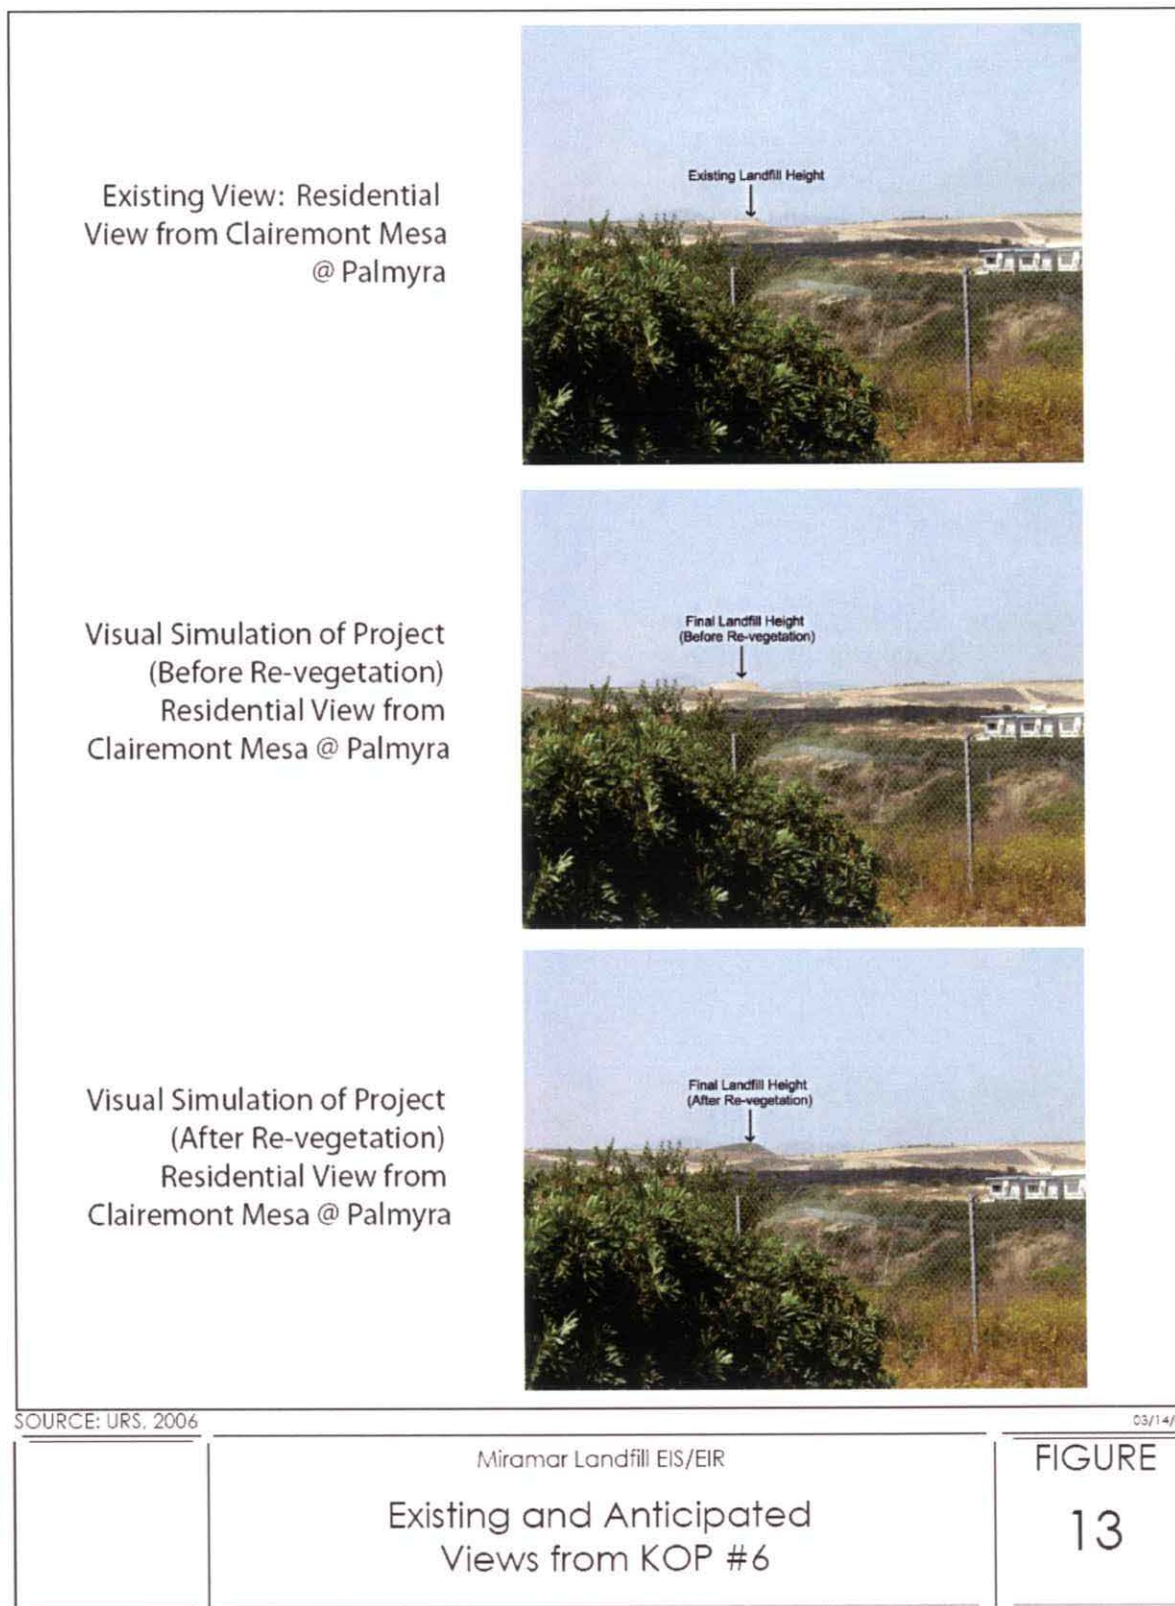 Existing View: Residential
View from Clairemont Mesa
@ Palmyra
Existing Landfill Height
Visual Simulation of Project
(Before Re-vegetation)
Residential View from
Clairemont Mesa @ Palmyra
Final Landfill Height
(Before Re-vegetation)
Visual Simulation of Project
(After Re-vegetation)
Residential View from
Clairemont Mesa @ Palmyra
Final Landfill Height
(After Re-vegetation)
SOURCE: URS, 2006
03/14/
Miramar Landfill EIS/EIR
Existing and Anticipated
Views from KOP #6
FIGURE
13